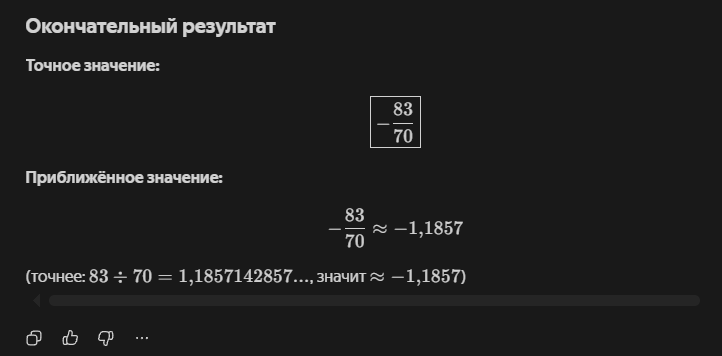 Окончательный результат
Точное значение:
−83/70
Приближённое значение:
−83/70 ≈ −1,1857
(точнее: 83 ÷ 70 = 1,1857142857..., значит ≈ −1,1857)